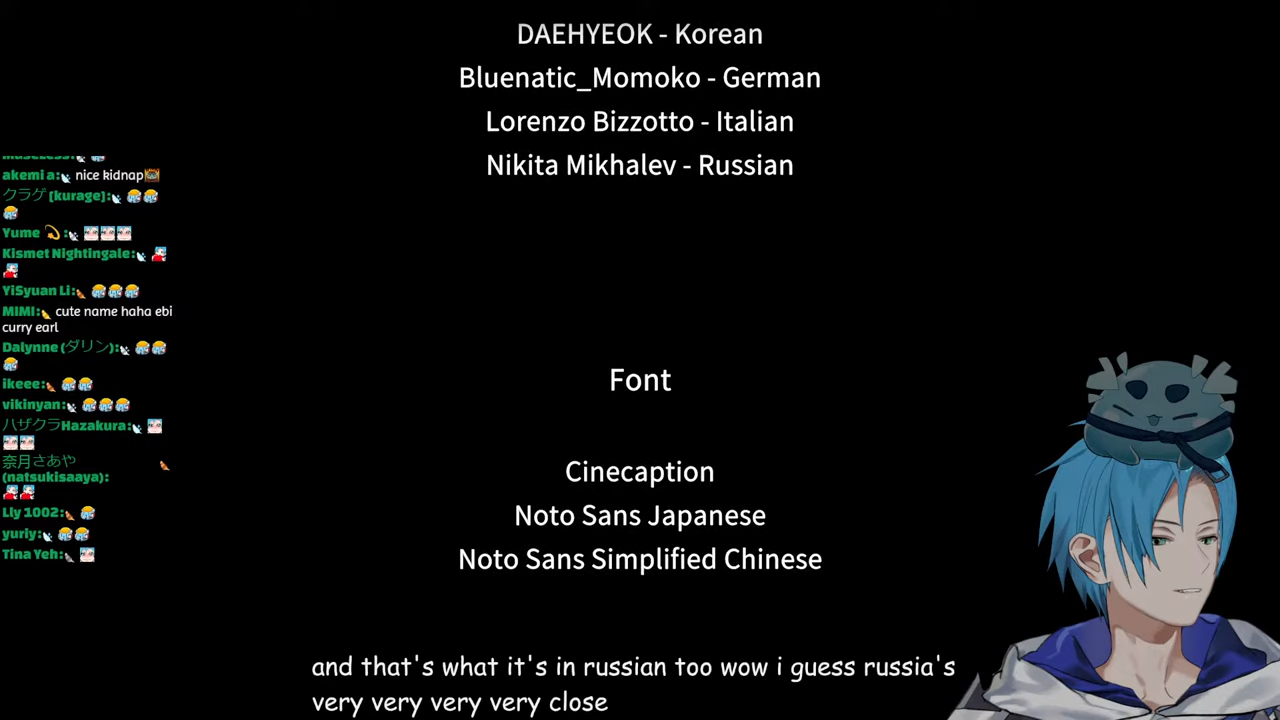 DAEHYEOK - Korean
Bluenatic_Momoko - German
Lorenzo Bizzotto - Italian
Nikita Mikhalev - Russian
akemi a: nice kidnap
クラゲ (kurage):
Yume :
Kismet Nightingale:
YiSyuan Li:
MIMI: cute name haha ebi
curry earl
Dalynne (ダリン):
ikeee:
vikinyan:
ハザクラHazakura:
奈月さあや
(natsukisaaya):
Lly 1002:
yuriy:
Tina Yeh:
Font
Cinecaption
Noto Sans Japanese
Noto Sans Simplified Chinese
and that's what it's in russian too wow i guess russia's
very very very very close